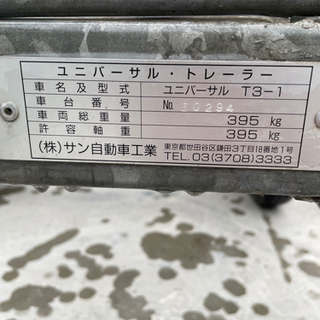 ユニバーサル・トレーラー
車名及型式 ユニバーサル T3-1
車台番号 No. 30294
車両総重量 395 kg
許容軸重 395 kg
(株)サン自動車工業 東京都世田谷区鎌田3丁目18番地1号
TEL.03(3708)3333